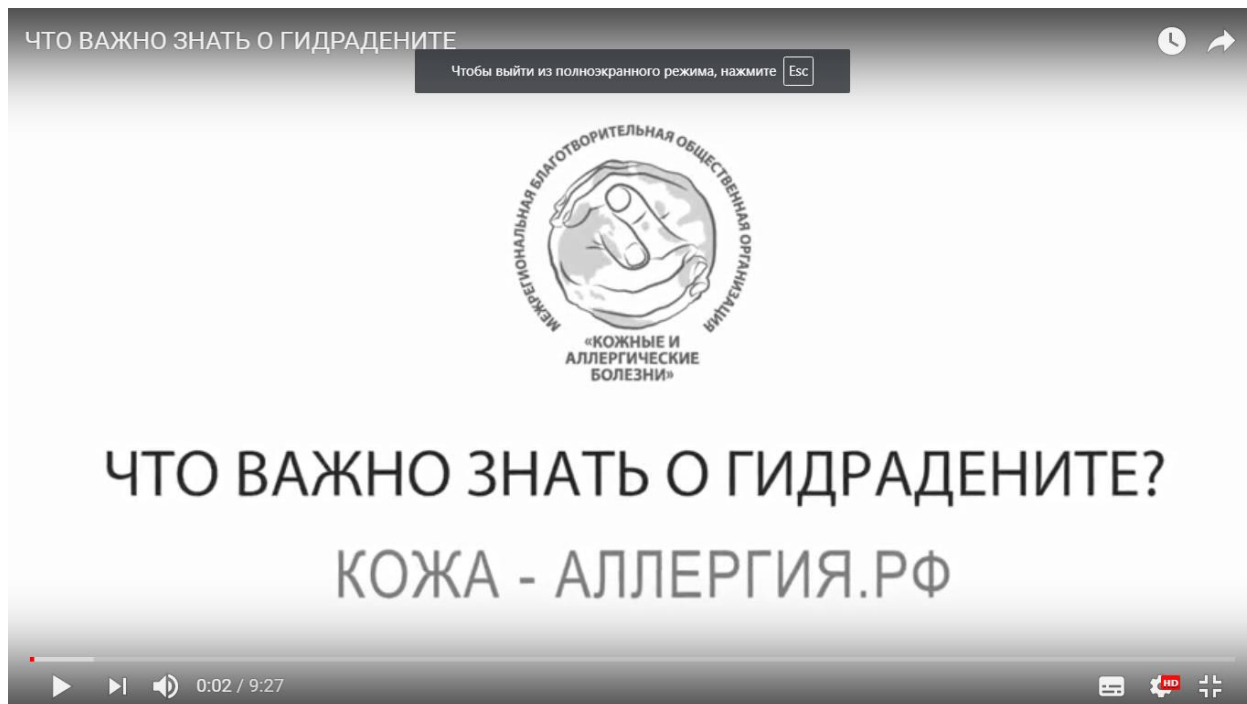 ЧТО ВАЖНО ЗНАТЬ О ГИДРАДЕНИТЕ
Чтобы выйти из полноэкранного режима, нажмите Esc
МЕЖРЕГИОНАЛЬНАЯ БЛАГОТВОРИТЕЛЬНАЯ ОБЩЕСТВЕННАЯ ОРГАНИЗАЦИЯ
«КОЖНЫЕ И
АЛЛЕРГИЧЕСКИЕ
БОЛЕЗНИ»
ЧТО ВАЖНО ЗНАТЬ О ГИДРАДЕНИТЕ?
КОЖА - АЛЛЕРГИЯ.РФ
0:02 / 9:27
HD